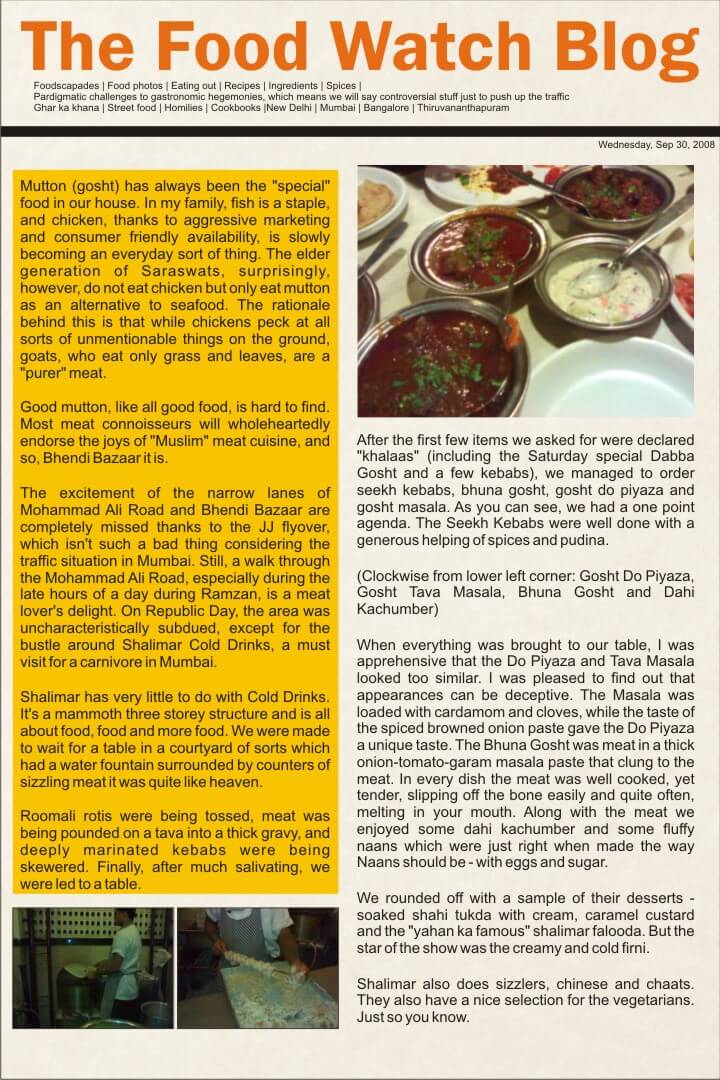 The Food Watch Blog
Foodscapades | Food photos | Eating out | Recipes | Ingredients | Spices |
Pardigmatic challenges to gastronomic hegemonies, which means we will say controversial stuff just to push up the traffic
Ghar ka khana | Street food | Homilies | Cookbooks |New Delhi | Mumbai | Bangalore | Thiruvananthapuram
Wednesday, Sep 30, 2008
Mutton (gosht) has always been the "special"
food in our house. In my family, fish is a staple,
and chicken, thanks to aggressive marketing
and consumer friendly availability, is slowly
becoming an everyday sort of thing. The elder
generation of Saraswats, surprisingly,
however, do not eat chicken but only eat mutton
as an alternative to seafood. The rationale
behind this is that while chickens peck at all
sorts of unmentionable things on the ground,
goats, who eat only grass and leaves, are a
"purer" meat.
Good mutton, like all good food, is hard to find.
Most meat connoisseurs will wholeheartedly
endorse the joys of "Muslim" meat cuisine, and
so, Bhendi Bazaar it is.
The excitement of the narrow lanes of
Mohammad Ali Road and Bhendi Bazaar are
completely missed thanks to the JJ flyover,
which isn't such a bad thing considering the
traffic situation in Mumbai. Still, a walk through
the Mohammad Ali Road, especially during the
late hours of a day during Ramzan, is a meat
lover's delight. On Republic Day, the area was
uncharacteristically subdued, except for the
bustle around Shalimar Cold Drinks, a must
visit for a carnivore in Mumbai.
Shalimar has very little to do with Cold Drinks.
It's a mammoth three storey structure and is all
about food, food and more food. We were made
to wait for a table in a courtyard of sorts which
had a water fountain surrounded by counters of
sizzling meat it was quite like heaven.
Roomali rotis were being tossed, meat was
being pounded on a tava into a thick gravy, and
deeply marinated kebabs were being
skewered. Finally, after much salivating, we
were led to a table.
After the first few items we asked for were declared
"khalaas" (including the Saturday special Dabba
Gosht and a few kebabs), we managed to order
seekh kebabs, bhuna gosht, gosht do piyaza and
gosht masala. As you can see, we had a one point
agenda. The Seekh Kebabs were well done with a
generous helping of spices and pudina.
(Clockwise from lower left corner: Gosht Do Piyaza,
Gosht Tava Masala, Bhuna Gosht and Dahi
Kachumber)
When everything was brought to our table, I was
apprehensive that the Do Piyaza and Tava Masala
looked too similar. I was pleased to find out that
appearances can be deceptive. The Masala was
loaded with cardamom and cloves, while the taste of
the spiced browned onion paste gave the Do Piyaza
a unique taste. The Bhuna Gosht was meat in a thick
onion-tomato-garam masala paste that clung to the
meat. In every dish the meat was well cooked, yet
tender, slipping off the bone easily and quite often,
melting in your mouth. Along with the meat we
enjoyed some dahi kachumber and some fluffy
naans which were just right when made the way
Naans should be - with eggs and sugar.
We rounded off with a sample of their desserts -
soaked shahi tukda with cream, caramel custard
and the "yahan ka famous" shalimar falooda. But the
star of the show was the creamy and cold firni.
Shalimar also does sizzlers, chinese and chaats.
They also have a nice selection for the vegetarians.
Just so you know.